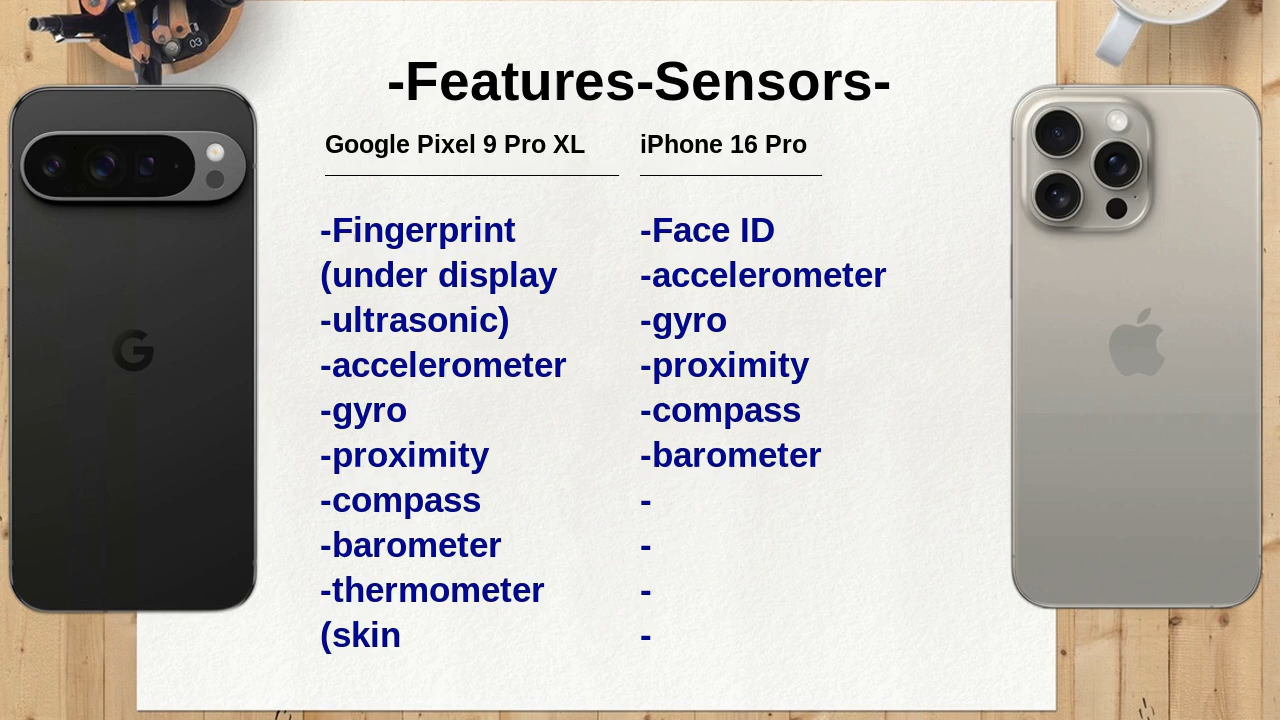 03
-Features-Sensors-
Google Pixel 9 Pro XL
iPhone 16 Pro
-Fingerprint
(under display
-ultrasonic)
-accelerometer
-gyro
-proximity
-compass
-barometer
-thermometer
(skin
-Face ID
-accelerometer
-gyro
-proximity
-compass
-barometer
-
-
-
-
G